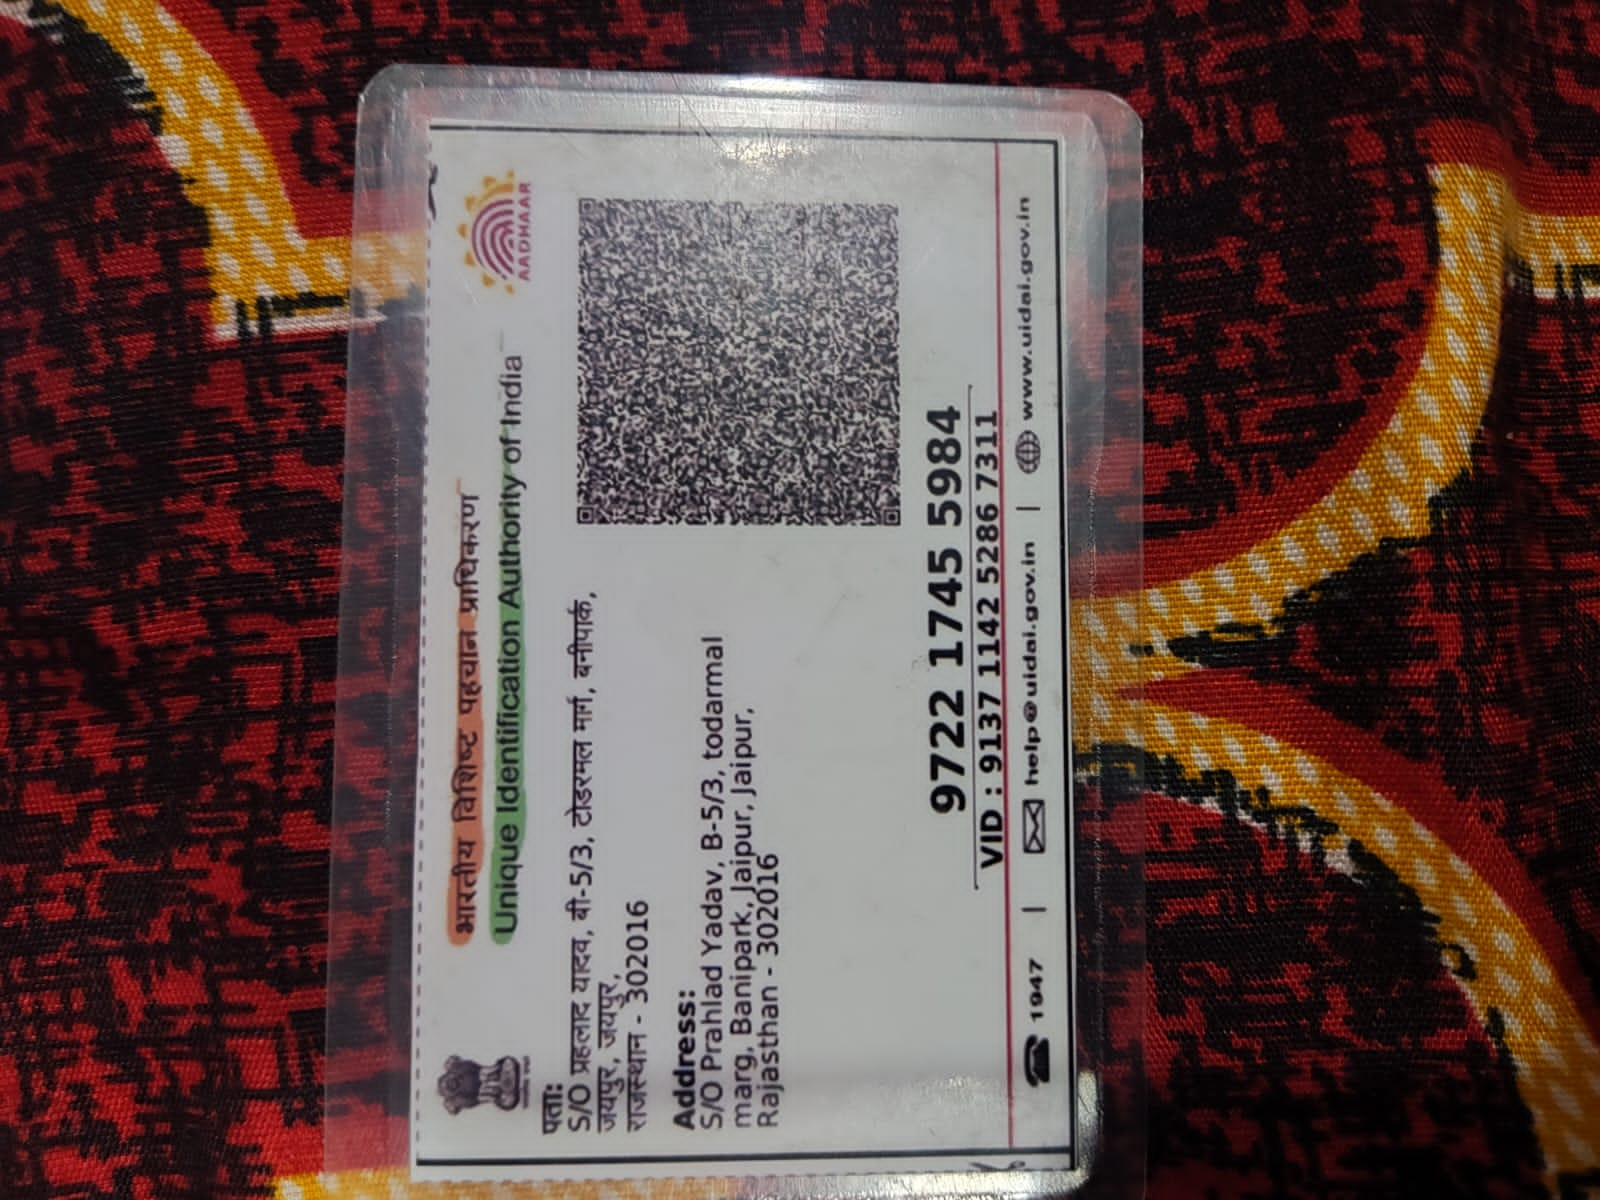 भारतीय विशिष्ट पहचान प्राधिकरण
Unique Identification Authority of India
AADHAAR
पता:
S/O प्रहलाद यादव, बी-5/3, टोडरमल मार्ग, बनीपार्क,
जयपुर, जयपुर,
राजस्थान - 302016
Address:
S/O Prahlad Yadav, B-5/3, todarmal
marg, Banipark, Jaipur, Jaipur,
Rajasthan - 302016
9722 1745 5984
VID : 9137 1142 5286 7311
1947 | help@uidai.gov.in | www.uidai.gov.in